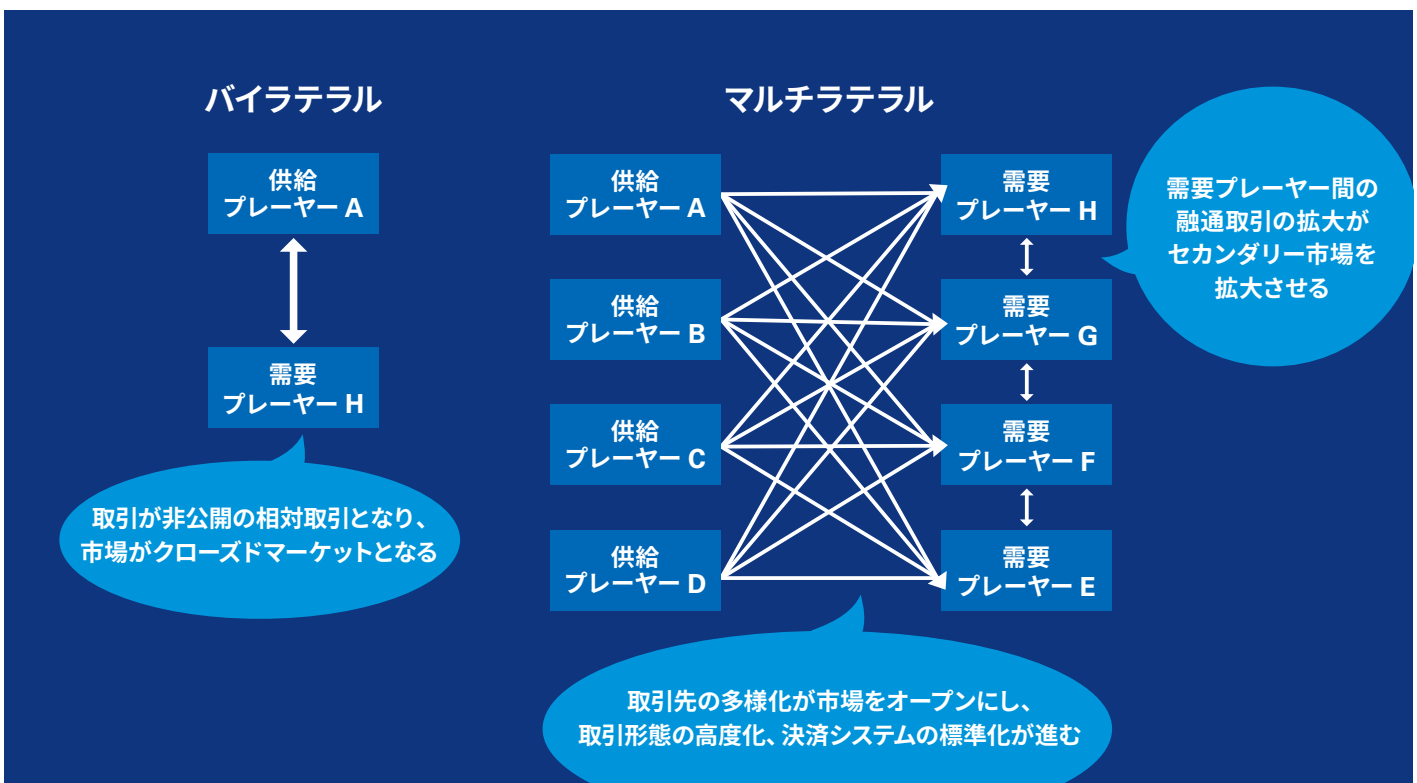 バイラテラル
供給
プレーヤー A
需要
プレーヤー H
取引が非公開の相対取引となり、
市場がクローズドマーケットとなる
マルチラテラル
供給
プレーヤー A
供給
プレーヤー B
供給
プレーヤー C
供給
プレーヤー D
需要
プレーヤー H
需要
プレーヤー G
需要
プレーヤー F
需要
プレーヤー E
需要プレーヤー間の
融通取引の拡大が
セカンダリー市場を
拡大させる
取引先の多様化が市場をオープンにし、
取引形態の高度化、決済システムの標準化が進む